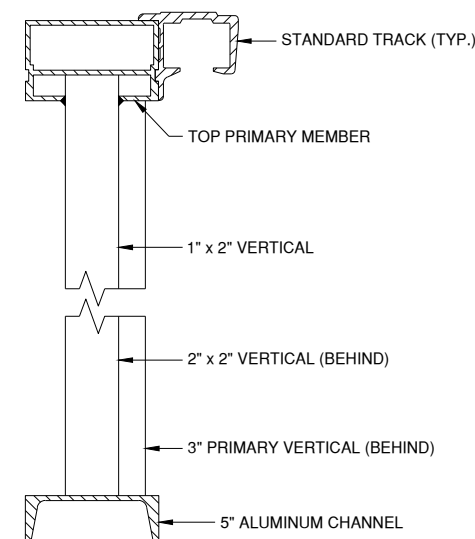 STANDARD TRACK (TYP.)
TOP PRIMARY MEMBER
1" x 2" VERTICAL
2" x 2" VERTICAL (BEHIND)
3" PRIMARY VERTICAL (BEHIND)
5" ALUMINUM CHANNEL